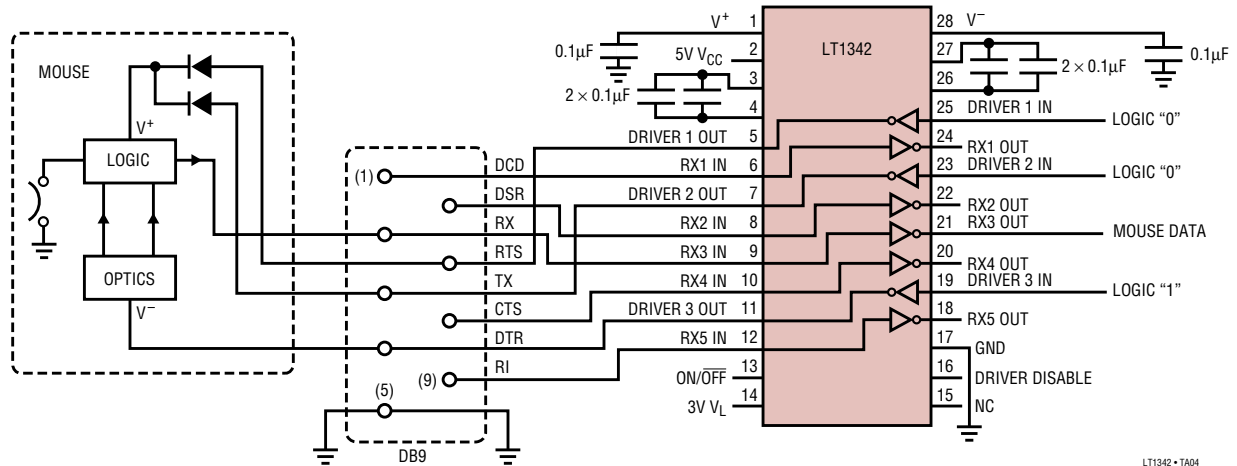 MOUSE
V+
LOGIC
OPTICS
V−
(1)
DCD
DSR
RX
RTS
TX
CTS
DTR
(9)
RI
(5)
DB9
V+
1
0.1µF
5V VCC
2
3
2 × 0.1µF
4
DRIVER 1 OUT
5
RX1 IN
6
DRIVER 2 OUT
7
RX2 IN
8
RX3 IN
9
RX4 IN
10
DRIVER 3 OUT
11
RX5 IN
12
ON/OFF
13
3V VL
14
LT1342
28
V−
0.1µF
27
2 × 0.1µF
26
25
DRIVER 1 IN
LOGIC “0”
24
RX1 OUT
23
DRIVER 2 IN
LOGIC “0”
22
RX2 OUT
21
RX3 OUT
MOUSE DATA
20
RX4 OUT
19
DRIVER 3 IN
LOGIC “1”
18
RX5 OUT
17
GND
16
DRIVER DISABLE
15
NC
LT1342 • TA04